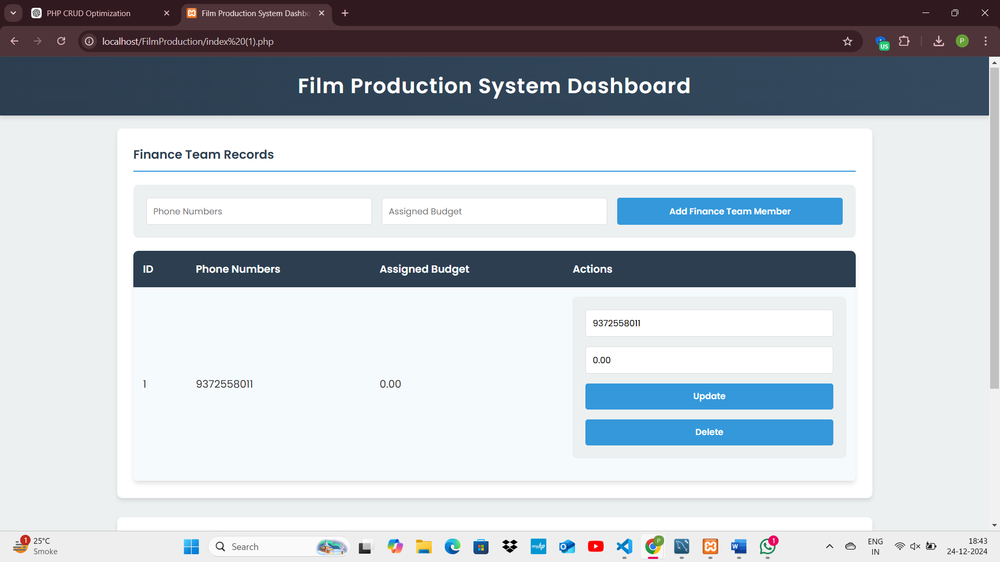 PHP CRUD Optimization
Film Production System Dashbo
localhost/FilmProduction/index%20(1).php
US
P
Film Production System Dashboard
Finance Team Records
Phone Numbers
Assigned Budget
Add Finance Team Member
ID
Phone Numbers
Assigned Budget
Actions
1
9372558011
0.00
9372558011
0.00
Update
Delete
1
25°C
Smoke
Search
myhp
P
1
ENG
IN
18:43
24-12-2024